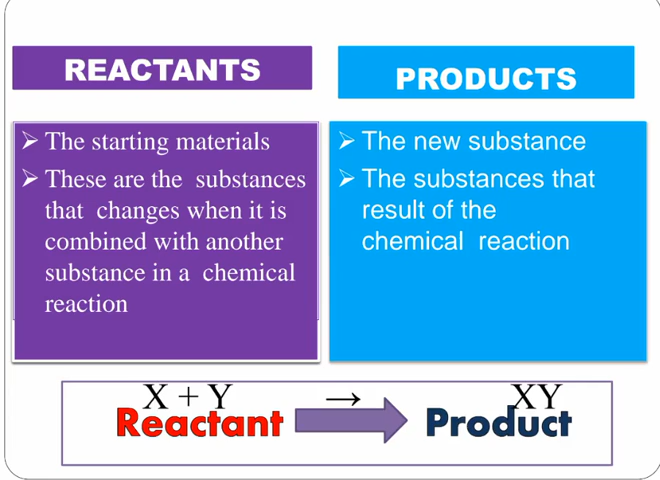 REACTANTS
PRODUCTS
➢ The starting materials
➢ These are the substances
that changes when it is
combined with another
substance in a chemical
reaction
➢ The new substance
➢ The substances that
result of the
chemical reaction
X + Y → XY
Reactant Product